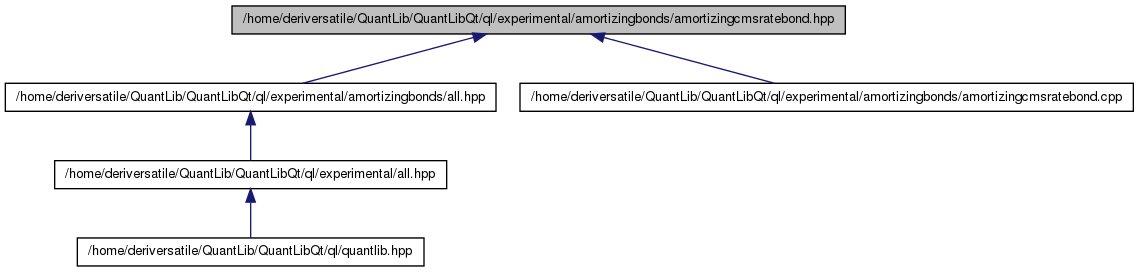 /home/deriversatile/QuantLib/QuantLibQt/ql/experimental/amortizingbonds/amortizingcmsratebond.hpp
/home/deriversatile/QuantLib/QuantLibQt/ql/experimental/amortizingbonds/all.hpp
/home/deriversatile/QuantLib/QuantLibQt/ql/experimental/amortizingbonds/amortizingcmsratebond.cpp
/home/deriversatile/QuantLib/QuantLibQt/ql/experimental/all.hpp
/home/deriversatile/QuantLib/QuantLibQt/ql/quantlib.hpp